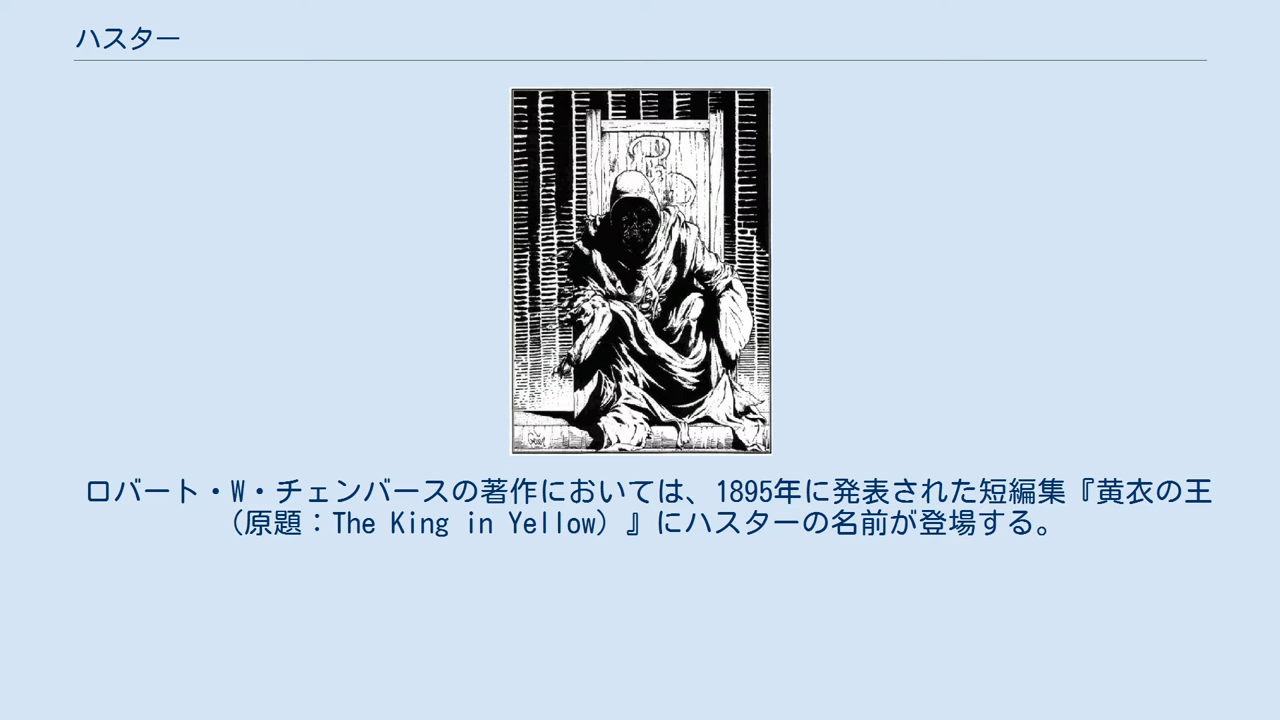 ハスター
ロバート・W・チェンバースの著作においては、1895年に発表された短編集『黄衣の王
（原題：The King in Yellow）』にハスターの名前が登場する。